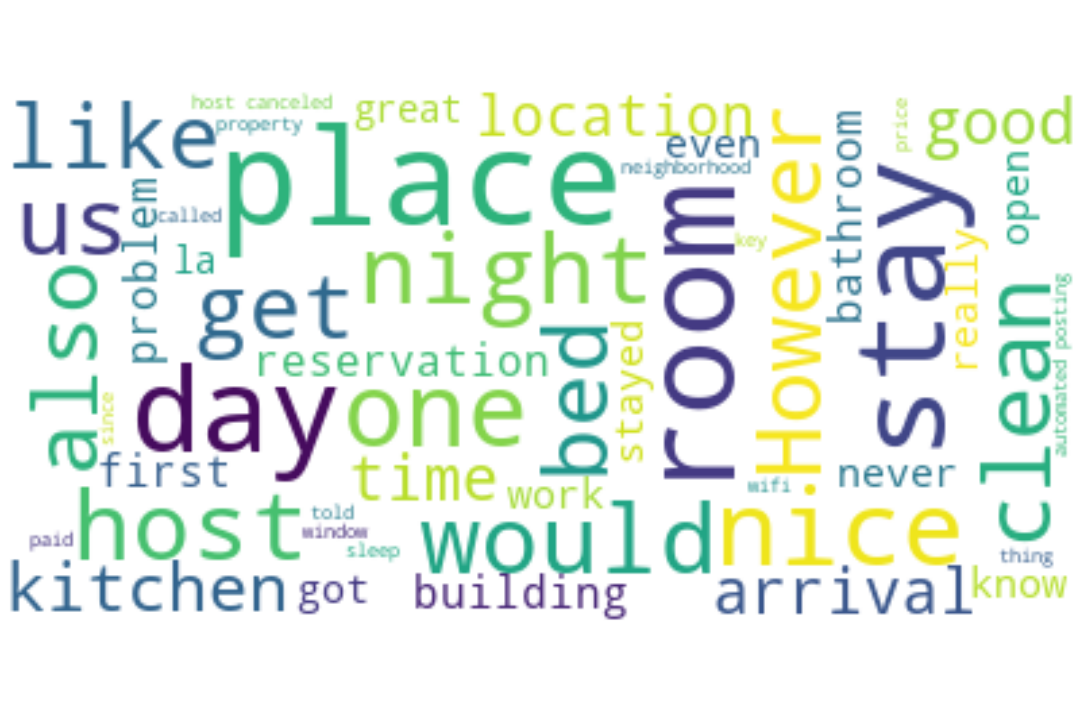 like
host canceled
property
great
location
even
neighborhood
However
bathroom
price
good
us
problem
called
place
room
stay
open
la
night
key
really
also
get
reservation
bed
stayed
clean
automated posting
since
day
one
first
time
work
wifi
never
host
told
window
sleep
would
nice
thing
paid
kitchen
got
building
arrival
know